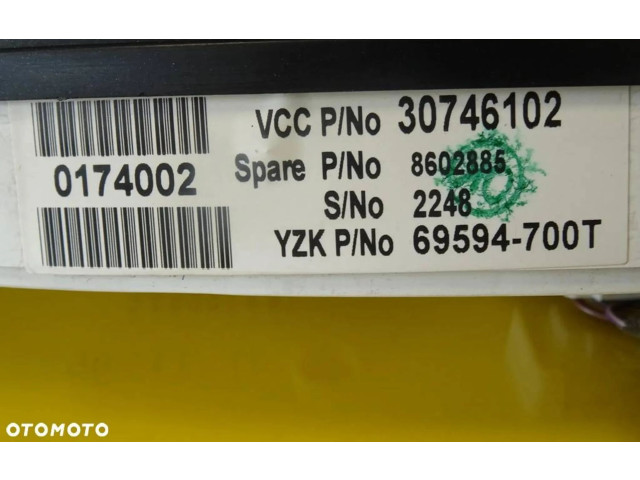 VCC P/No 30746102
0174002
Spare P/No 8602885
S/No 2248
YZK P/No 69594-700T
OTOMOTO